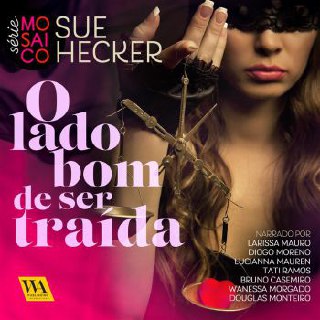 série
MO
SAI
CO
SUE
HECKER
O
lado
bom
de ser
traída
NARRADO POR
LARISSA MAURO
DIOGO MORENO
LUCIANNA MAUREN
TATI RAMOS
BRUNO CASEMIRO
WANESSA MORGADO
DOUGLAS MONTEIRO